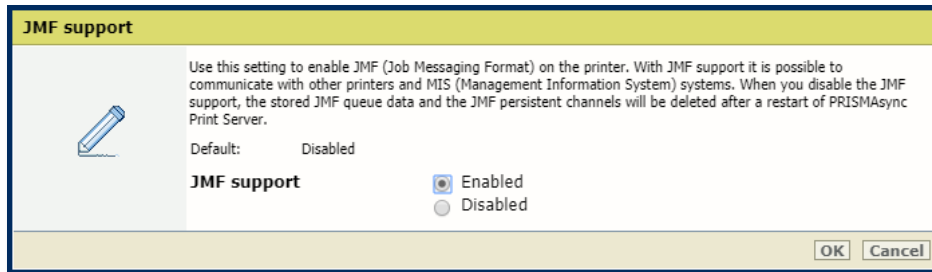 JMF support
Use this setting to enable JMF (Job Messaging Format) on the printer. With JMF support it is possible to
communicate with other printers and MIS (Management Information System) systems. When you disable the JMF
support, the stored JMF queue data and the JMF persistent channels will be deleted after a restart of PRISMAsync
Print Server.
Default: Disabled
JMF support Enabled
Disabled
OK Cancel